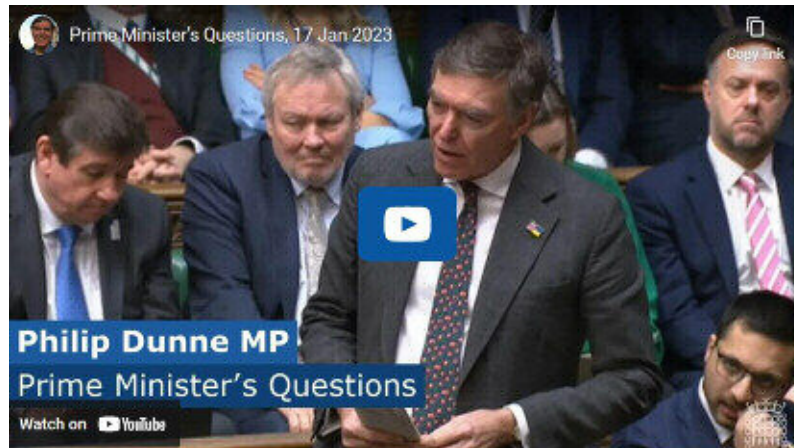 Prime Minister's Questions, 17 Jan 2023
Copy link
Philip Dunne MP
Prime Minister's Questions
Watch on YouTube